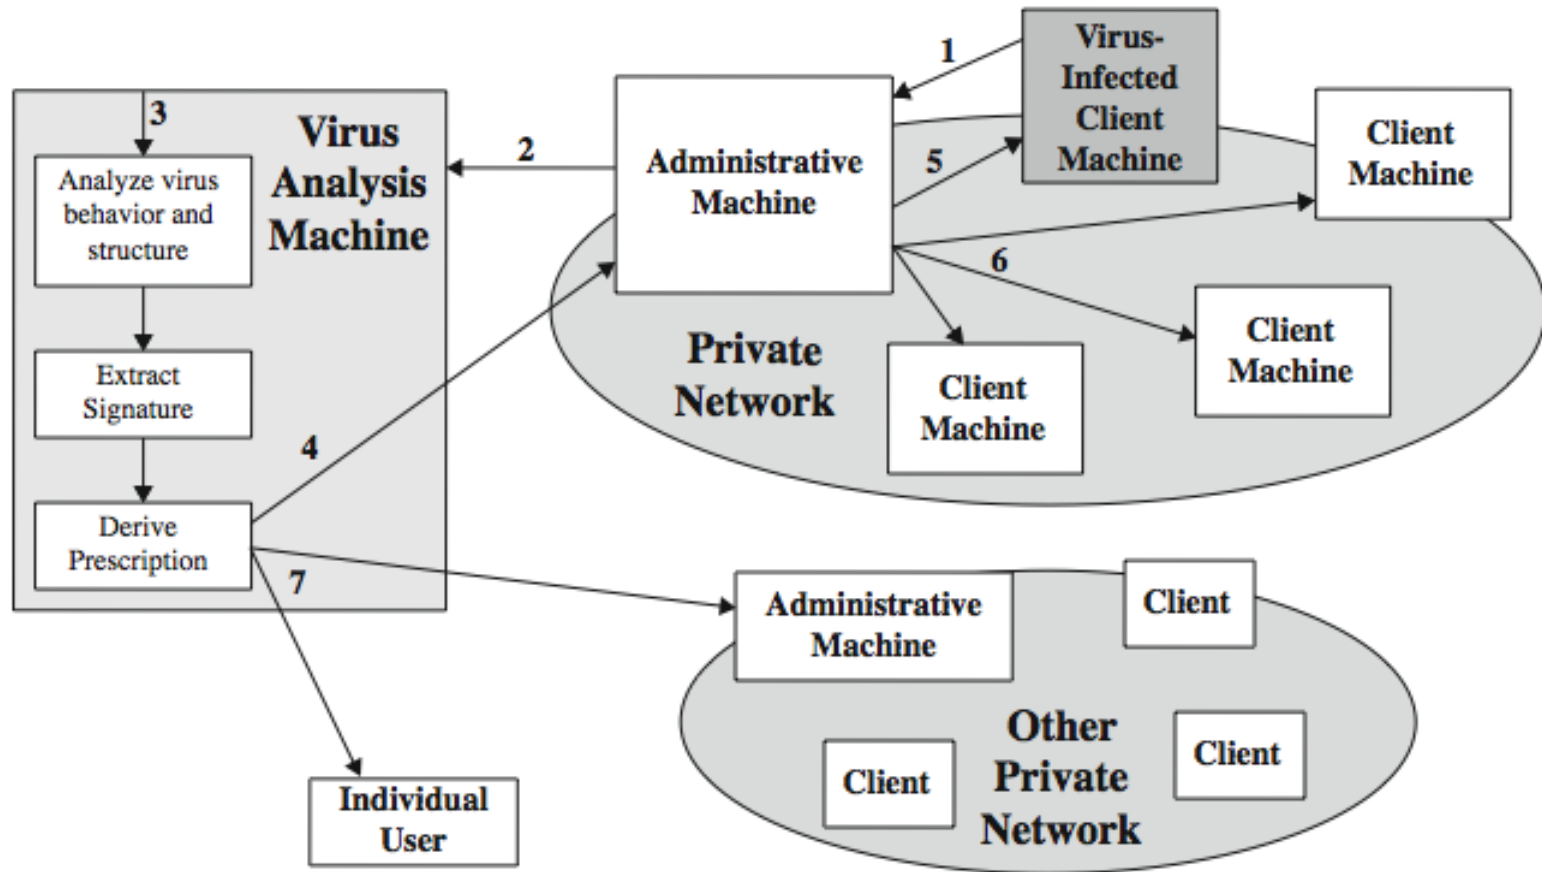 3
Virus
Analysis
Machine
Analyze virus
behavior and
structure
Extract
Signature
Derive
Prescription
2
4
7
1
5
6
Administrative
Machine
Virus-
Infected
Client
Machine
Client
Machine
Client
Machine
Client
Machine
Private
Network
Administrative
Machine
Client
Client
Client
Other
Private
Network
Individual
User